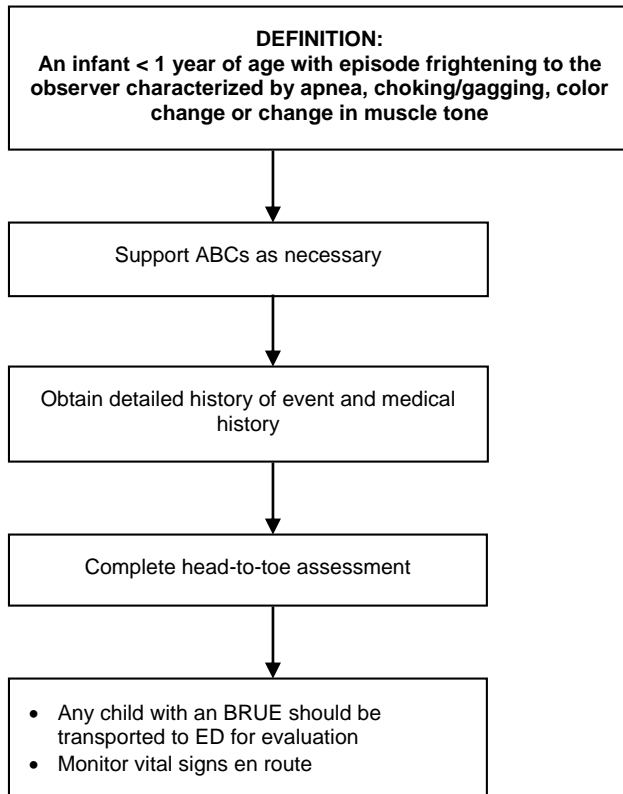 DEFINITION:
An infant < 1 year of age with episode frightening to the
observer characterized by apnea, choking/gagging, color
change or change in muscle tone
Support ABCs as necessary
Obtain detailed history of event and medical
history
Complete head-to-toe assessment
• Any child with an BRUE should be
transported to ED for evaluation
• Monitor vital signs en route